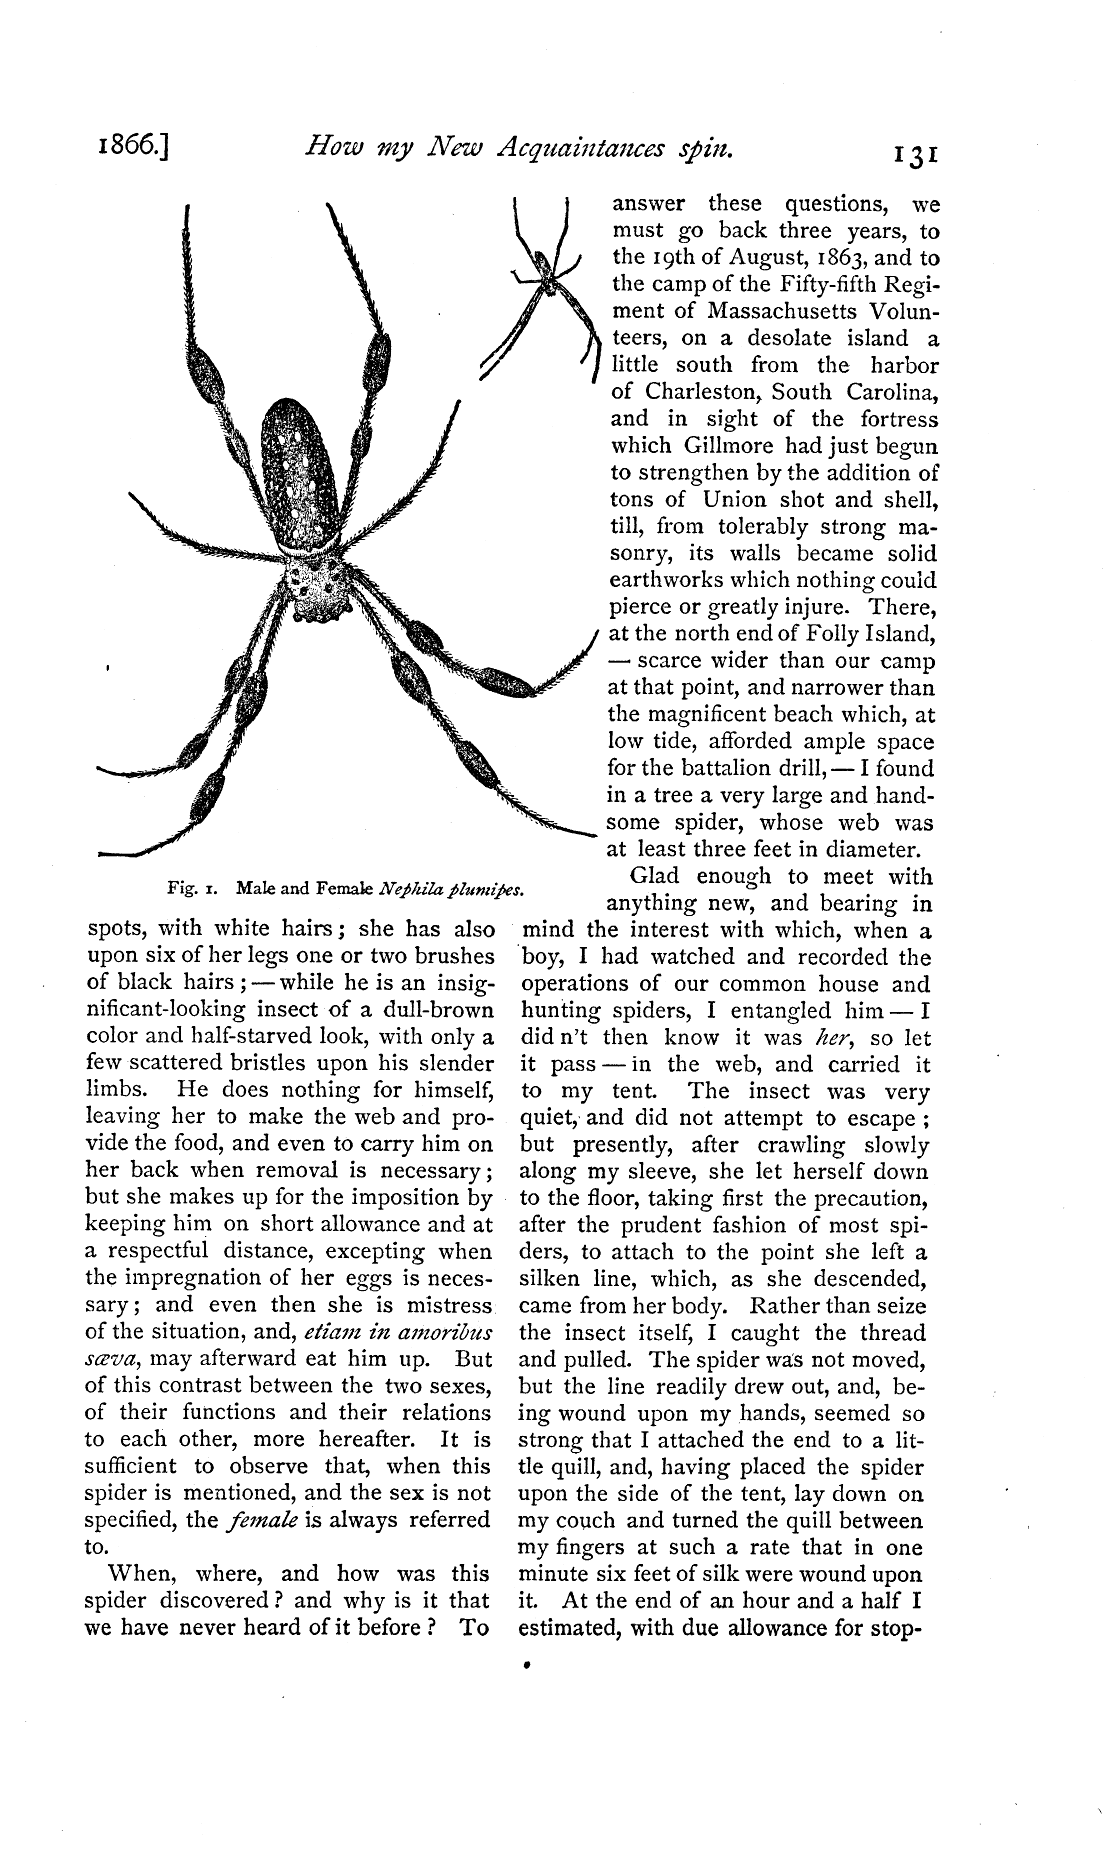 1866.] How my New Acquaintances spin. 131
Fig. 1. Male and Female Nephila plumipes.
spots, with white hairs; she has also
upon six of her legs one or two brushes
of black hairs; — while he is an insig-
nificant-looking insect of a dull-brown
color and half-starved look, with only a
few scattered bristles upon his slender
limbs. He does nothing for himself,
leaving her to make the web and pro-
vide the food, and even to carry him on
her back when removal is necessary;
but she makes up for the imposition by
keeping him on short allowance and at
a respectful distance, excepting when
the impregnation of her eggs is neces-
sary; and even then she is mistress
of the situation, and, etiam in amoribus
sæva, may afterward eat him up. But
of this contrast between the two sexes,
of their functions and their relations
to each other, more hereafter. It is
sufficient to observe that, when this
spider is mentioned, and the sex is not
specified, the female is always referred
to.
When, where, and how was this
spider discovered? and why is it that
we have never heard of it before? To
answer these questions, we
must go back three years, to
the 19th of August, 1863, and to
the camp of the Fifty-fifth Regi-
ment of Massachusetts Volun-
teers, on a desolate island a
little south from the harbor
of Charleston, South Carolina,
and in sight of the fortress
which Gillmore had just begun
to strengthen by the addition of
tons of Union shot and shell,
till, from tolerably strong ma-
sonry, its walls became solid
earthworks which nothing could
pierce or greatly injure. There,
at the north end of Folly Island,
— scarce wider than our camp
at that point, and narrower than
the magnificent beach which, at
low tide, afforded ample space
for the battalion drill, — I found
in a tree a very large and hand-
some spider, whose web was
at least three feet in diameter.
Glad enough to meet with
anything new, and bearing in
mind the interest with which, when a
boy, I had watched and recorded the
operations of our common house and
hunting spiders, I entangled him — I
did n't then know it was her, so let
it pass — in the web, and carried it
to my tent. The insect was very
quiet, and did not attempt to escape;
but presently, after crawling slowly
along my sleeve, she let herself down
to the floor, taking first the precaution,
after the prudent fashion of most spi-
ders, to attach to the point she left a
silken line, which, as she descended,
came from her body. Rather than seize
the insect itself, I caught the thread
and pulled. The spider was not moved,
but the line readily drew out, and, be-
ing wound upon my hands, seemed so
strong that I attached the end to a lit-
tle quill, and, having placed the spider
upon the side of the tent, lay down on
my couch and turned the quill between
my fingers at such a rate that in one
minute six feet of silk were wound upon
it. At the end of an hour and a half I
estimated, with due allowance for stop-